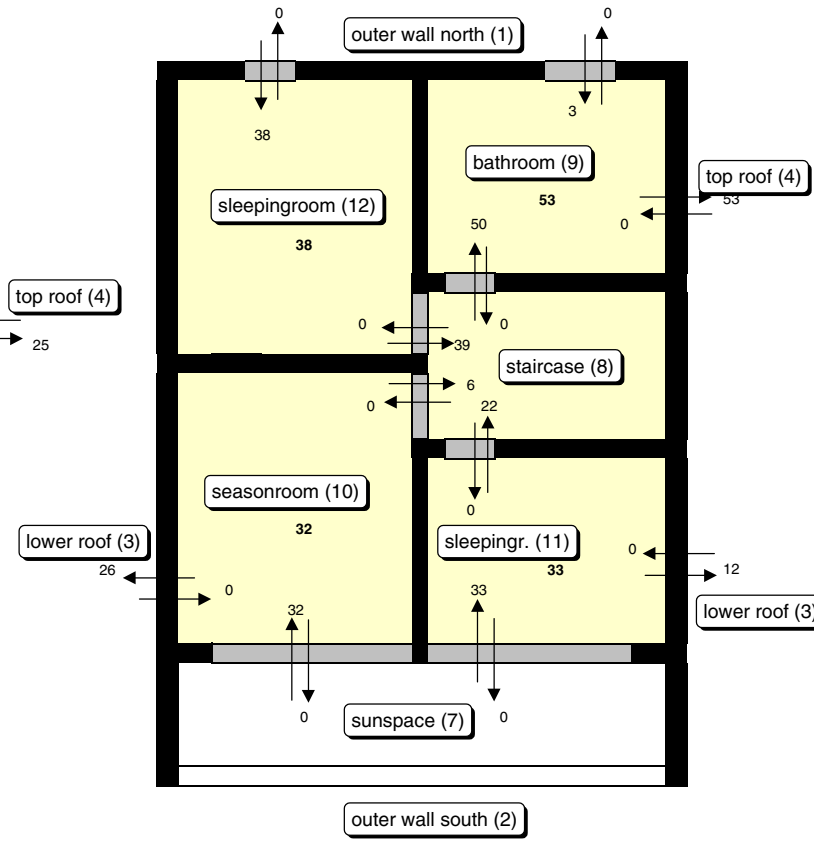 0
outer wall north (1)
0
38
3
bathroom (9)
53
top roof (4)
53
0
sleepingroom (12)
38
50
0
top roof (4)
25
0
39
staircase (8)
6
0
22
seasonroom (10)
32
0
lower roof (3)
26
0
sleepingr. (11)
33
0
12
32
33
lower roof (3)
0
sunspace (7)
0
outer wall south (2)